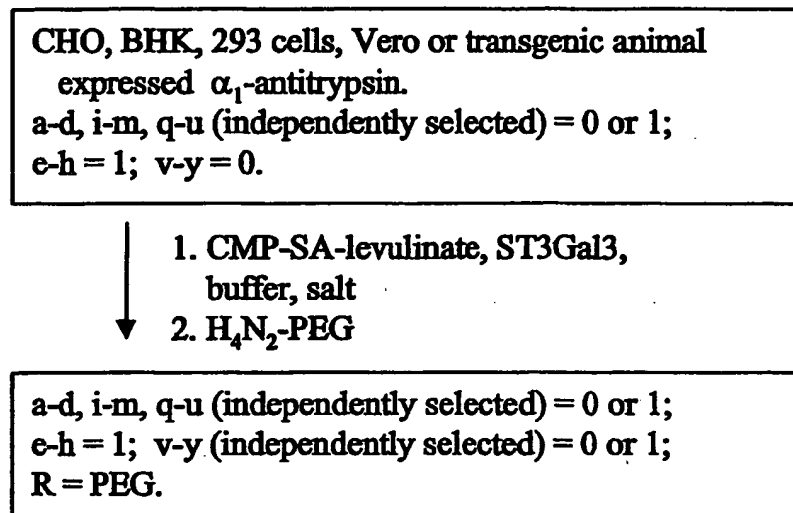 CHO, BHK, 293 cells, Vero or transgenic animal
expressed α₁-antitrypsin.
a-d, i-m, q-u (independently selected) = 0 or 1;
e-h = 1; v-y = 0.
1. CMP-SA-levulinate, ST3Gal3,
buffer, salt
2. H₄N₂-PEG
a-d, i-m, q-u (independently selected) = 0 or 1;
e-h = 1; v-y (independently selected) = 0 or 1;
R = PEG.